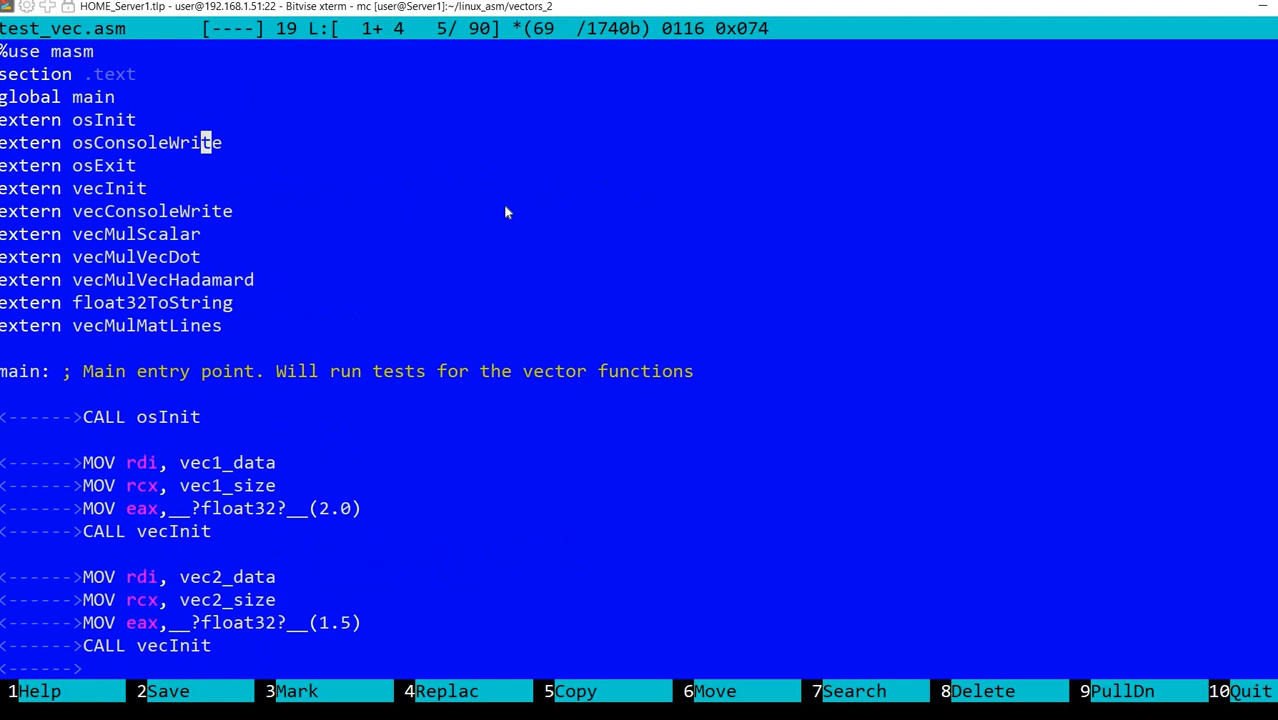 HOME_Server1.tlp - user@192.168.1.51:22 - Bitvise xterm - mc [user@Server1]:~/linux_asm/vectors_2
test_vec.asm [----] 19 L:[ 1+ 4 5/ 90] *(69 /1740b) 0116 0x074
%use masm
section .text
global main
extern osInit
extern osConsoleWrite
extern osExit
extern vecInit
extern vecConsoleWrite
extern vecMulScalar
extern vecMulVecDot
extern vecMulVecHadamard
extern float32ToString
extern vecMulMatLines
main: ; Main entry point. Will run tests for the vector functions
<------>CALL osInit
<------>MOV rdi, vec1_data
<------>MOV rcx, vec1_size
<------>MOV eax,__?float32?__(2.0)
<------>CALL vecInit
<------>MOV rdi, vec2_data
<------>MOV rcx, vec2_size
<------>MOV eax,__?float32?__(1.5)
<------>CALL vecInit
<------>
1Help 2Save 3Mark 4Replac 5Copy 6Move 7Search 8Delete 9PullDn 10Quit